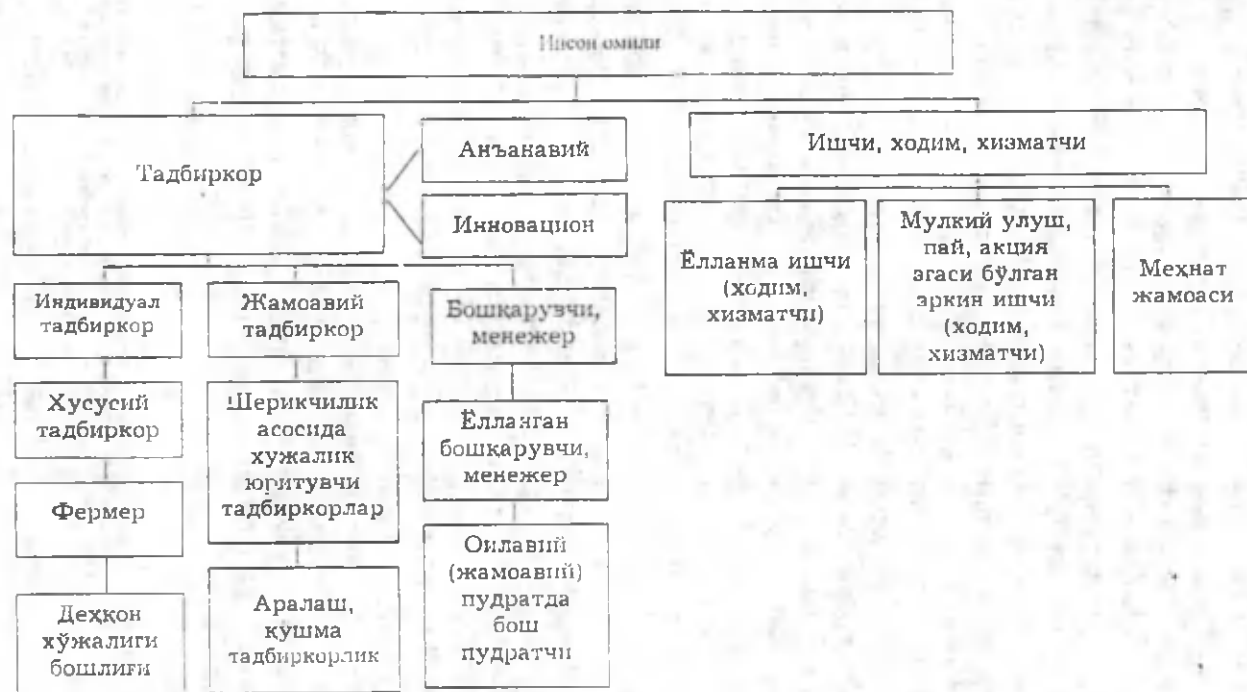 Инсон омили
Тадбиркор
Анъанавий
Инновацион
Ишчи, ходим, хизматчи
Индивидуал
тадбиркор
Жамоавий
тадбиркор
Бошқарувчи,
менежер
Ёлланма ишчи
(ходим,
хизматчи)
Мулкий улуш,
пай, акция
эгаси бўлган
эркин ишчи
(ходим,
хизматчи)
Меҳнат
жамоаси
Хусусий
тадбиркор
Шерикчилик
асосида
хужалик
юритувчи
тадбиркорлар
Ёлланган
бошқарувчи,
менежер
Фермер
Оилавий
(жамоавий)
пудратда
бош
пудратчи
Деҳқон
хўжалиги
бошлиғи
Аралаш,
қушма
тадбиркорлик